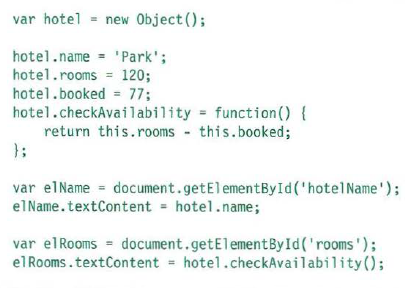 var hotel = new Object();

hotel.name = 'Park';
hotel.rooms = 120;
hotel.booked = 77;
hotel.checkAvailability = function() {
    return this.rooms - this.booked;
};

var elName = document.getElementById('hotelName');
elName.textContent = hotel.name;

var elRooms = document.getElementById('rooms');
elRooms.textContent = hotel.checkAvailability();